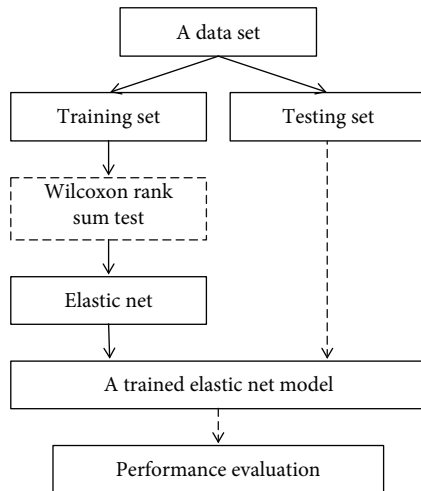 A data set
Training set
Testing set
Wilcoxon rank
sum test
Elastic net
A trained elastic net model
Performance evaluation